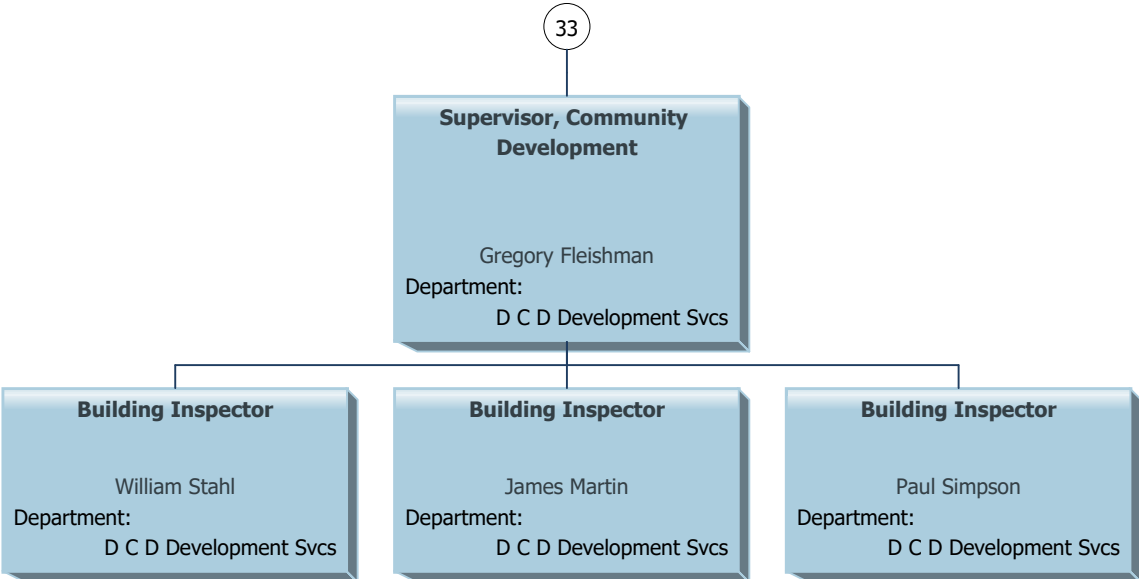 33
Supervisor, Community
Development
Gregory Fleishman
Department:
D C D Development Svcs
Building Inspector
William Stahl
Department:
D C D Development Svcs
Building Inspector
James Martin
Department:
D C D Development Svcs
Building Inspector
Paul Simpson
Department:
D C D Development Svcs